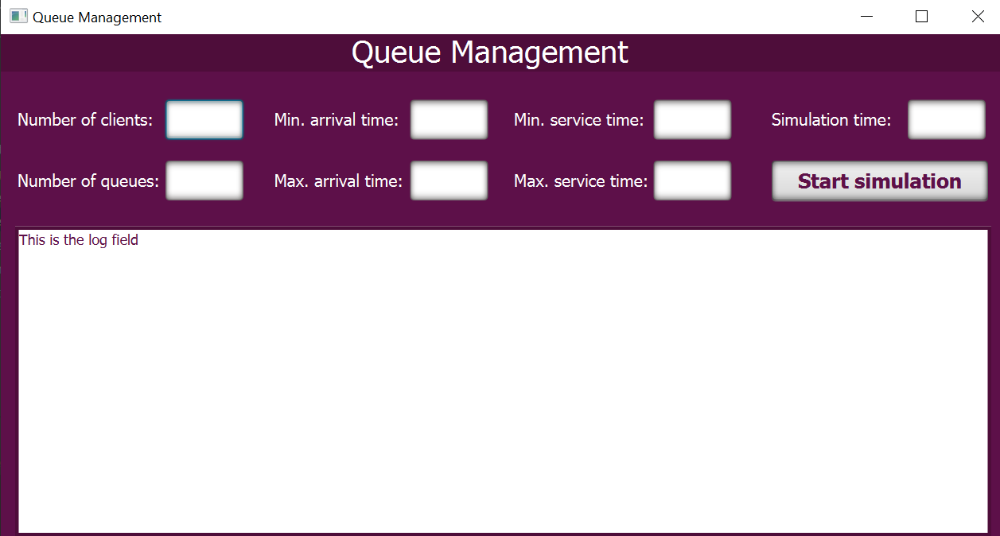 Queue Management
Queue Management
Number of clients: Min. arrival time: Min. service time: Simulation time:
Number of queues: Max. arrival time: Max. service time: Start simulation
This is the log field